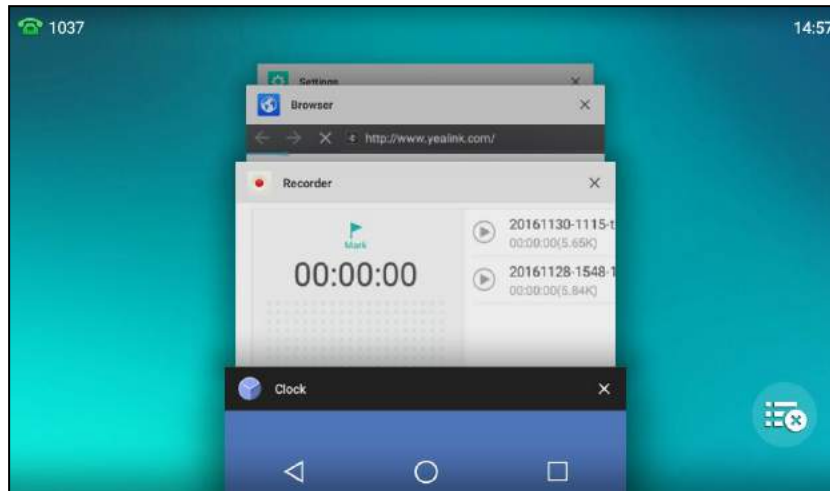 1037
14:57
Settings
Browser
http://www.yealink.com/
Recorder
Mark
00:00:00
20161130-1115-t
00:00:00(5.65K)
20161128-1548-1
00:00:00(5.84K)
Clock